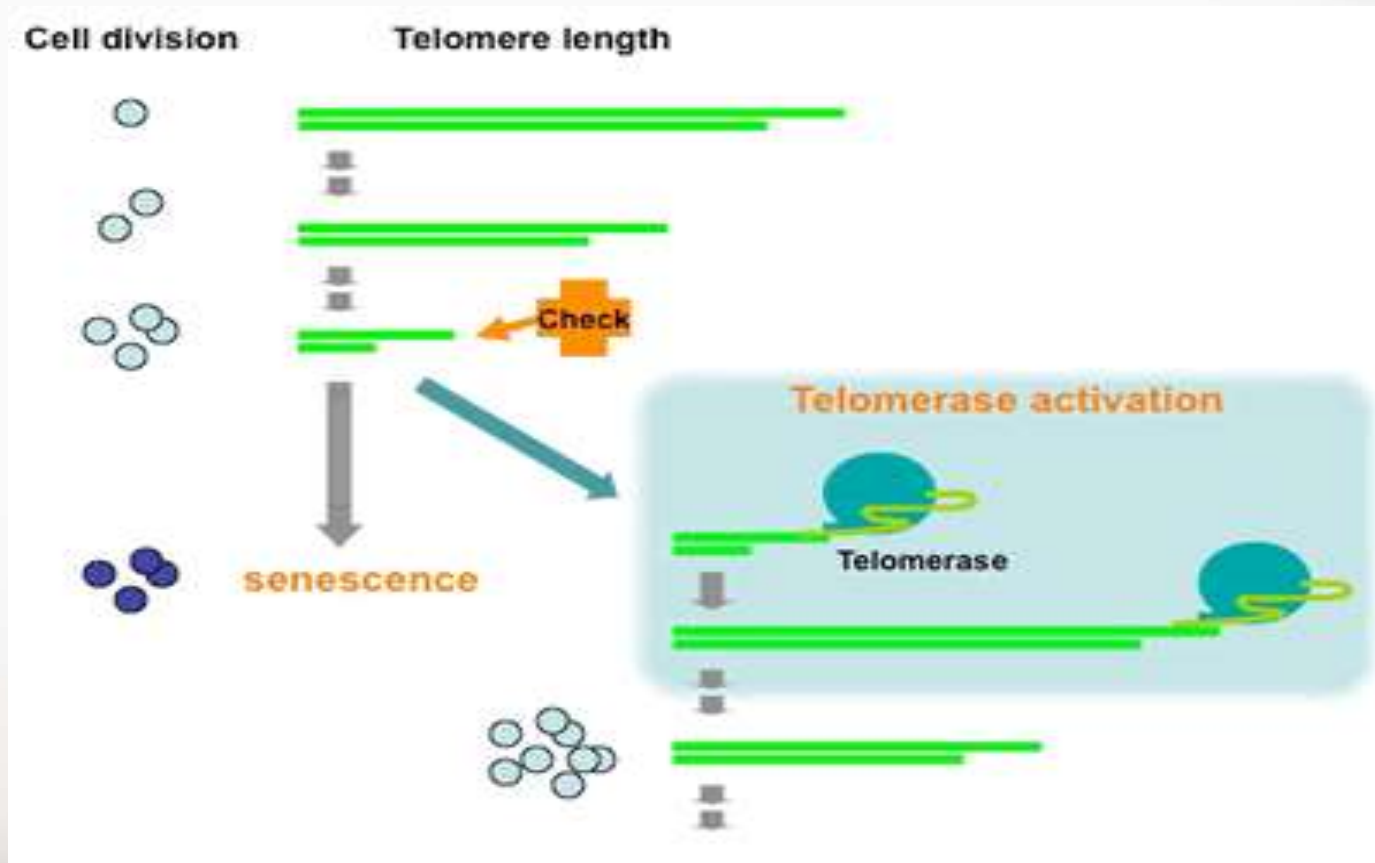 Cell division
Telomere length
Check
Telomerase activation
Telomerase
senescence